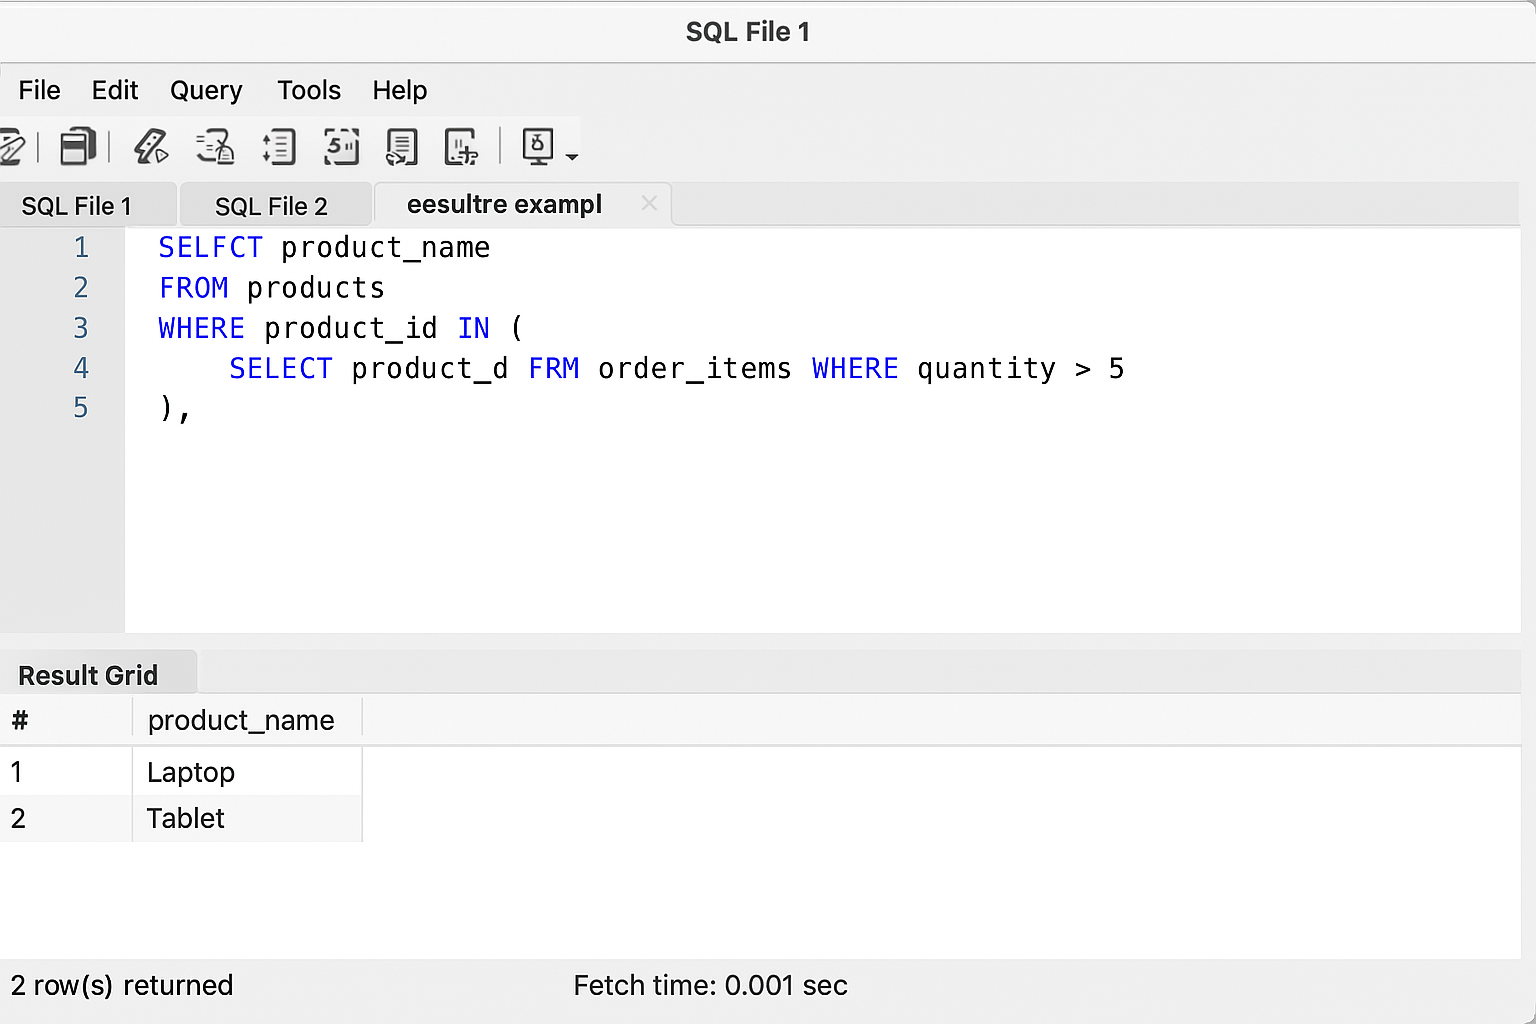 SQL File 1
File Edit Query Tools Help
5
SQL File 1 SQL File 2 eesultre exampl ×
1 SELFCT product_name
2 FROM products
3 WHERE product_id IN (
4 SELECT product_d FRM order_items WHERE quantity > 5
5 ),
Result Grid
# product_name
1 Laptop
2 Tablet
2 row(s) returned Fetch time: 0.001 sec